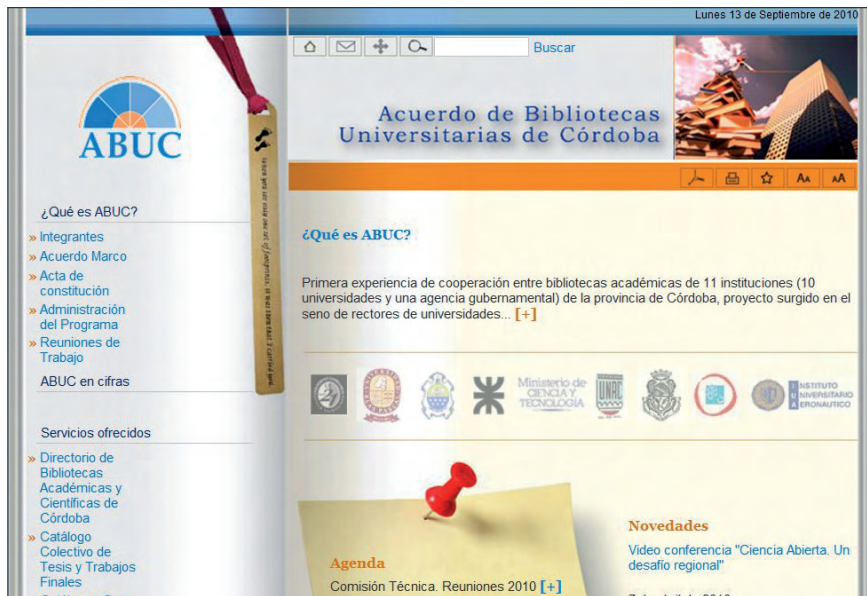 Lunes 13 de Septiembre de 2010
Buscar
Acuerdo de Bibliotecas
Universitarias de Córdoba
ABUC
¿Qué es ABUC?
» Integrantes
» Acuerdo Marco
» Acta de
constitución
» Administración
del Programa
» Reuniones de
Trabajo
ABUC en cifras
Servicios ofrecidos
» Directorio de
Bibliotecas
Académicas y
Científicas de
Córdoba
» Catálogo
Colectivo de
Tesis y Trabajos
Finales
AA
AA
¿Qué es ABUC?
Primera experiencia de cooperación entre bibliotecas académicas de 11 instituciones (10
universidades y una agencia gubernamental) de la provincia de Córdoba, proyecto surgido en el
seno de rectores de universidades... [+]
Ministerio de
CIENCIA Y
TECNOLOGÍA
UNRC
INSTITUTO
UNIVERSITARIO
AERONAUTICO
Agenda
Comisión Técnica. Reuniones 2010 [+]
Novedades
Video conferencia "Ciencia Abierta. Un
desafío regional"